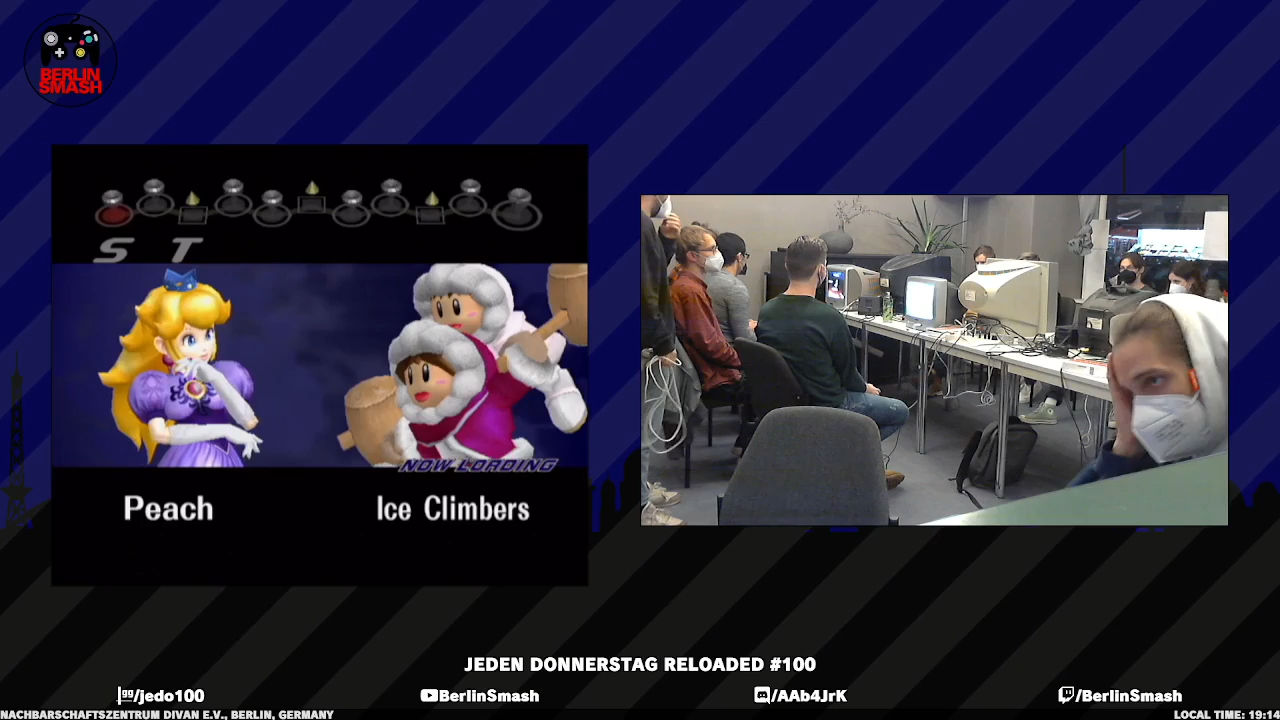 BERLIN
SMASH
S T
NOW LOADING
Peach
Ice Climbers
JEDEN DONNERSTAG RELOADED #100
gg/jedo100
BerlinSmash
/AAb4JrK
/BerlinSmash
NACHBARSCHAFTSZENTRUM DIVAN E.V., BERLIN, GERMANY
LOCAL TIME: 19:14